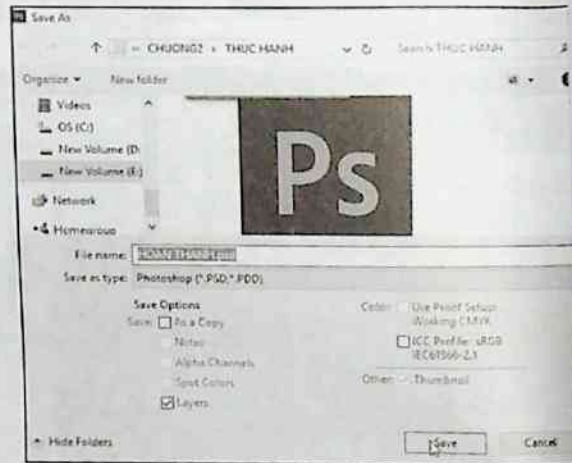 Save As
CHUONG2 › THUC HANH
Search THUC HANH
Organize
New folder
Videos
OS (C:)
New Volume (D:
New Volume (E:)
Network
Homegroup
Ps
File name: HOAN THANH.psd
Save as type: Photoshop (*.PSD;*.PDD)
Save Options
Save: As a Copy
Notes
Alpha Channels
Spot Colors
Layers
Color: Use Proof Setup:
Working CMYK
ICC Profile: sRGB
IEC61966-2.1
Other: Thumbnail
Hide Folders
Save
Cancel